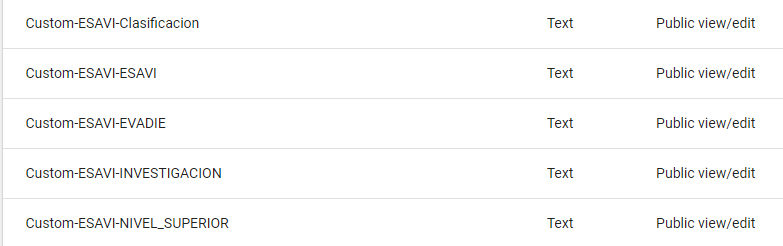 Custom-ESAVI-Clasificacion Text Public view/edit
Custom-ESAVI-ESAVI Text Public view/edit
Custom-ESAVI-EVADIE Text Public view/edit
Custom-ESAVI-INVESTIGACION Text Public view/edit
Custom-ESAVI-NIVEL_SUPERIOR Text Public view/edit